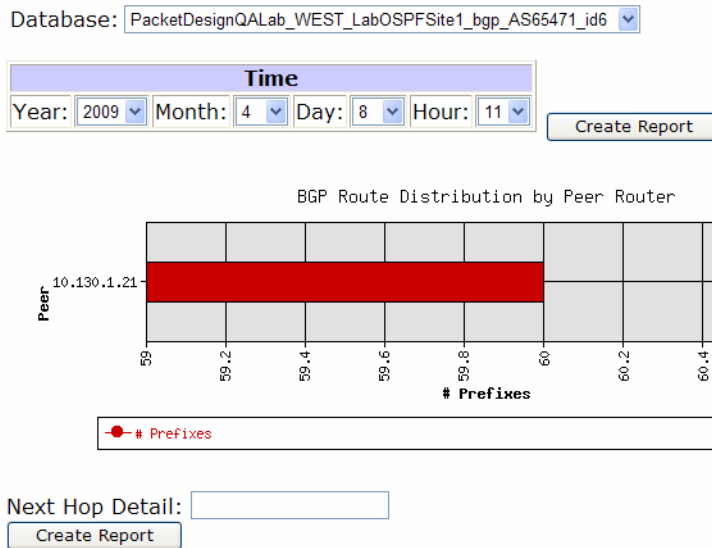 Database: PacketDesignQALab_WEST_LabOSPFSite1_bgp_AS65471_id6
Time
Year: 2009 Month: 4 Day: 8 Hour: 11
Create Report
BGP Route Distribution by Peer Router
Peer
10.130.1.21
59 59.2 59.4 59.6 59.8 60 60.2 60.4
# Prefixes
# Prefixes
Next Hop Detail:
Create Report